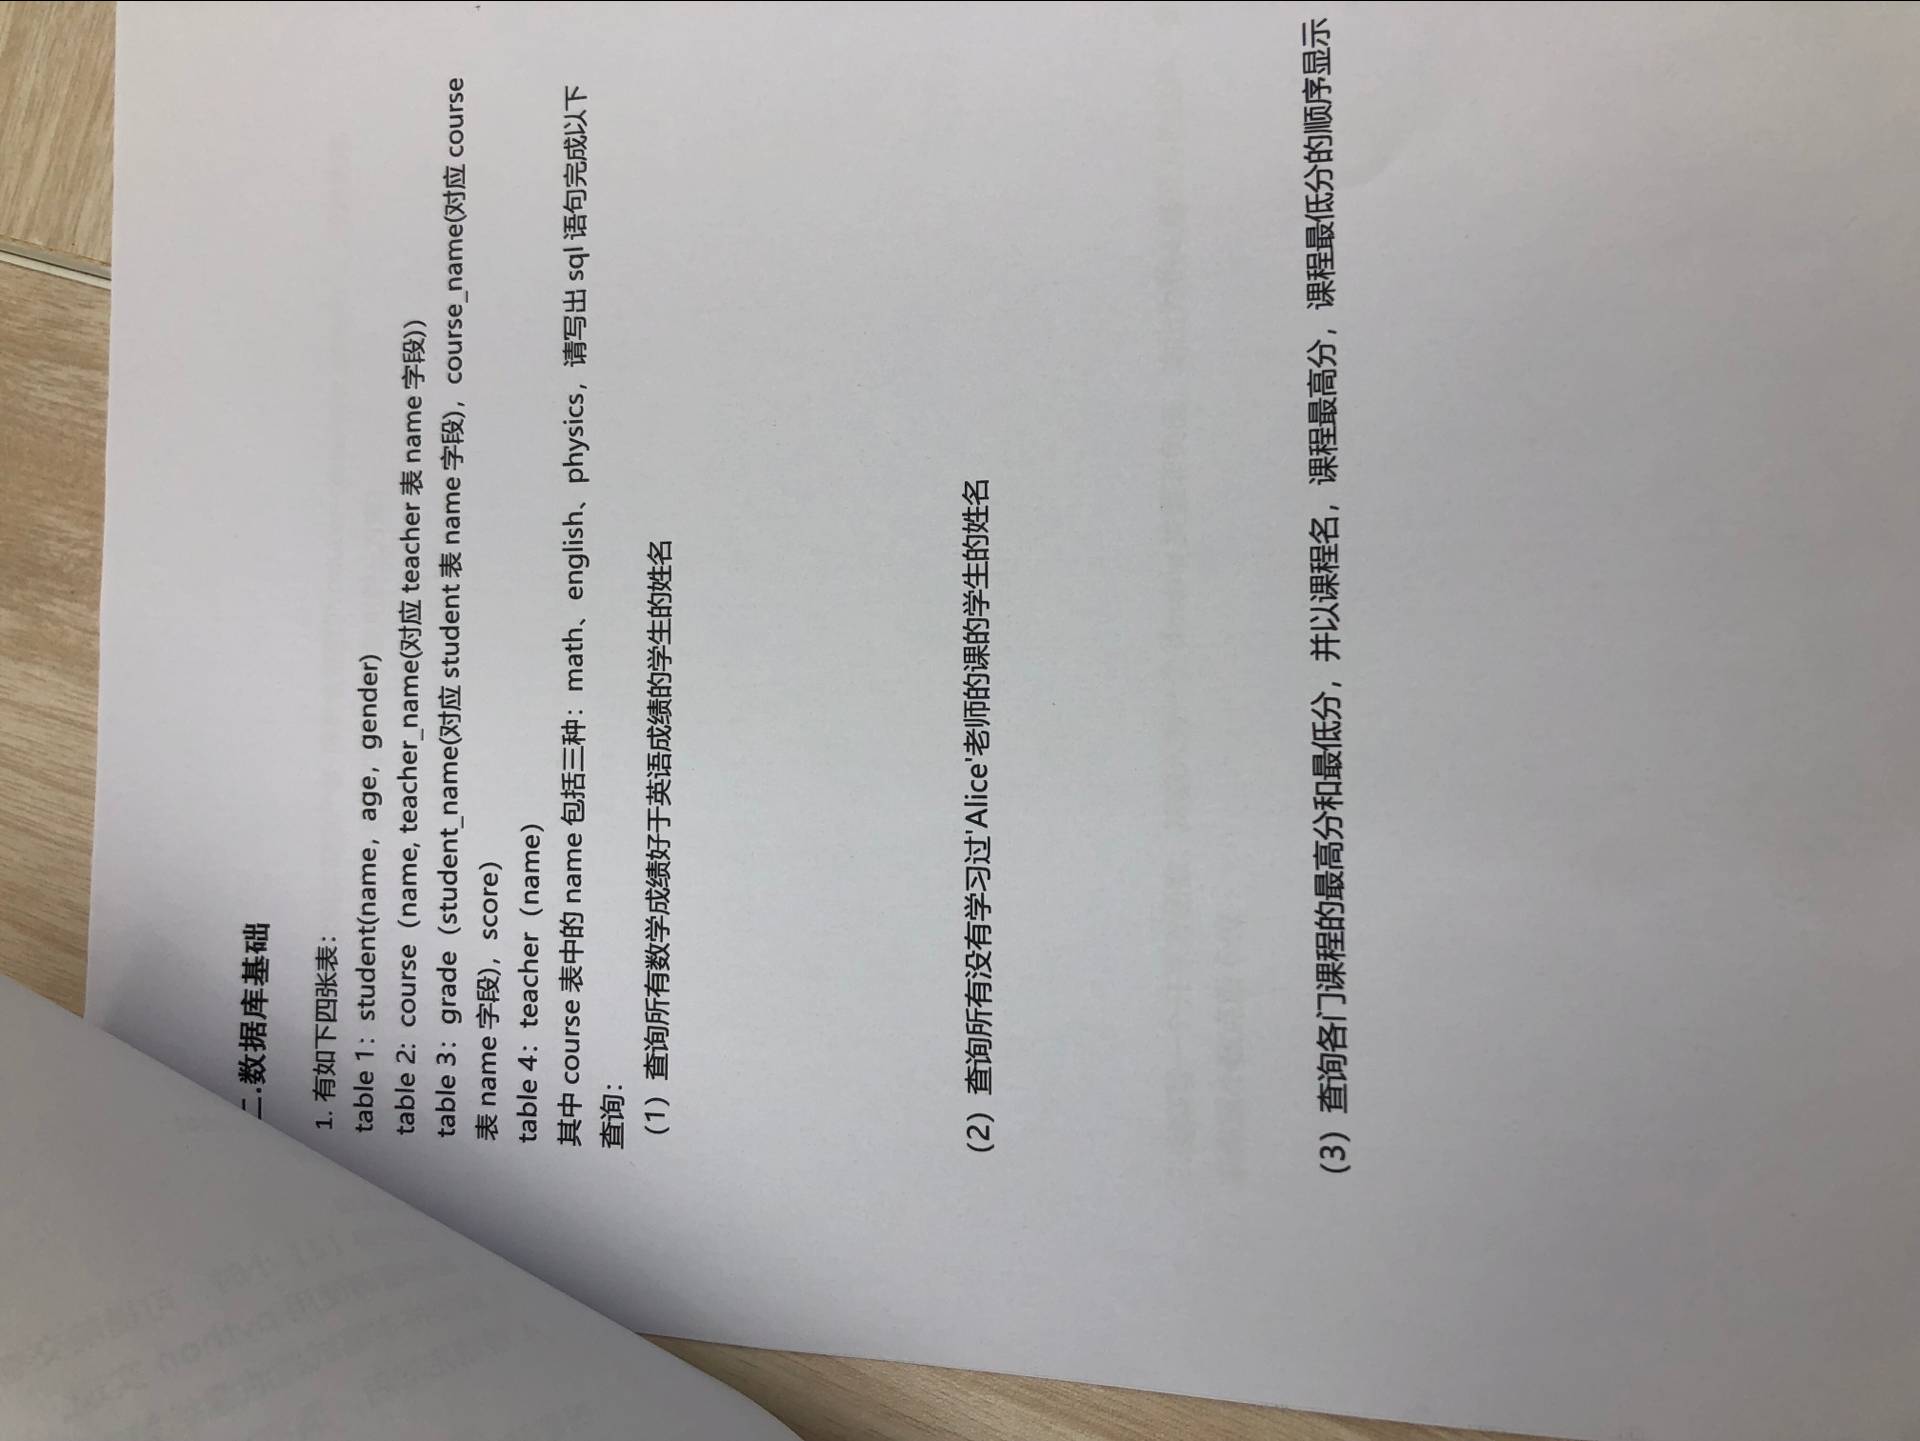 二.数据库基础
1. 有如下四张表：
table 1：student(name，age，gender)
table 2:  course（name, teacher_name(对应 teacher 表 name 字段)）
table 3：grade（student_name(对应 student 表 name 字段)，course_name(对应 course
表 name 字段)，score）
table 4：teacher（name）
其中 course 表中的 name 包括三种：math、english、physics，请写出 sql 语句完成以下
查询：
（1）查询所有数学成绩好于英语成绩的学生的姓名
（2）查询所有没有学习过'Alice'老师的课的学生的姓名
（3）查询各门课程的最高分和最低分，并以课程名，课程最高分，课程最低分的顺序显示